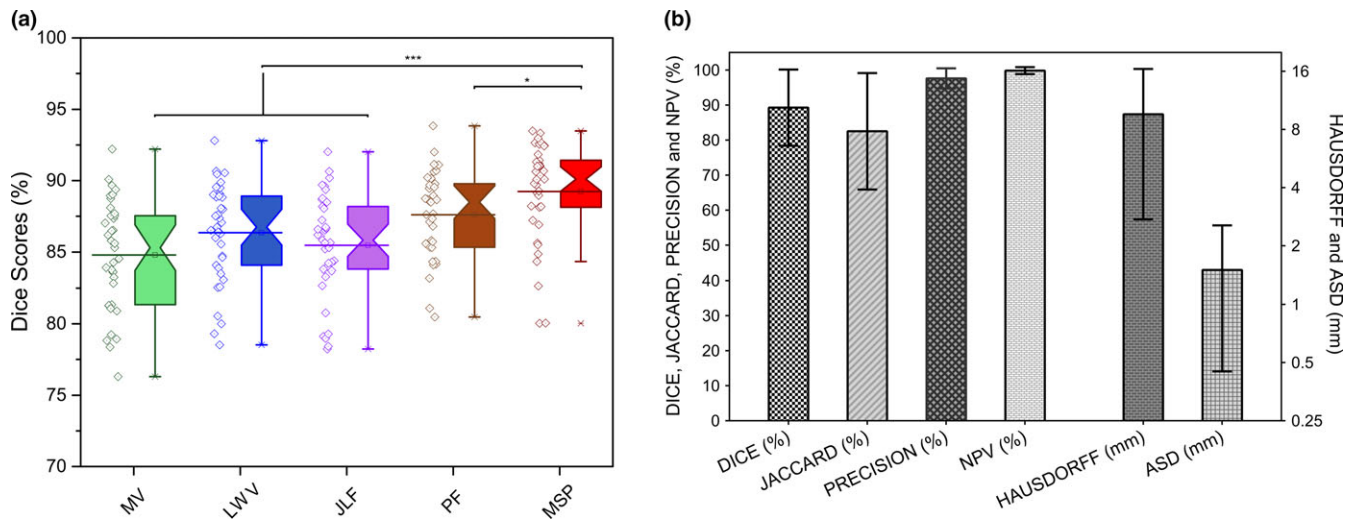 (a)
Dice Scores (%)
100
95
90
85
80
75
70
***
*
MV
LWV
JLF
PF
MSP
(b)
DICE, JACCARD, PRECISION and NPV (%)
100
90
80
70
60
50
40
30
20
10
0
HAUSDORFF and ASD (mm)
16
8
4
2
1
0.5
0.25
DICE (%)
JACCARD (%)
PRECISION (%)
NPV (%)
HAUSDORFF (mm)
ASD (mm)